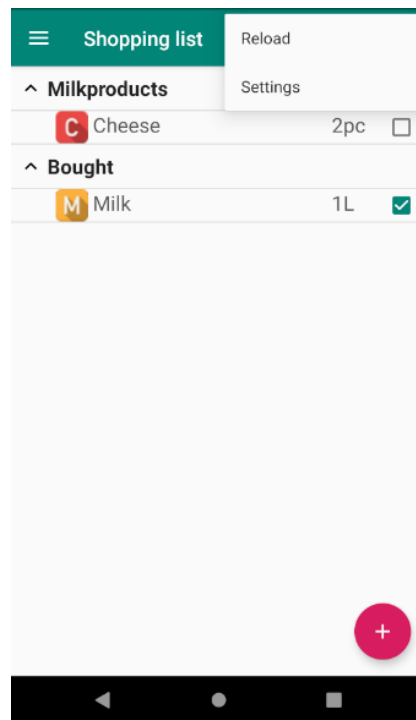 Shopping list
Reload
Settings
Milkproducts
C Cheese 2pc
Bought
M Milk 1L